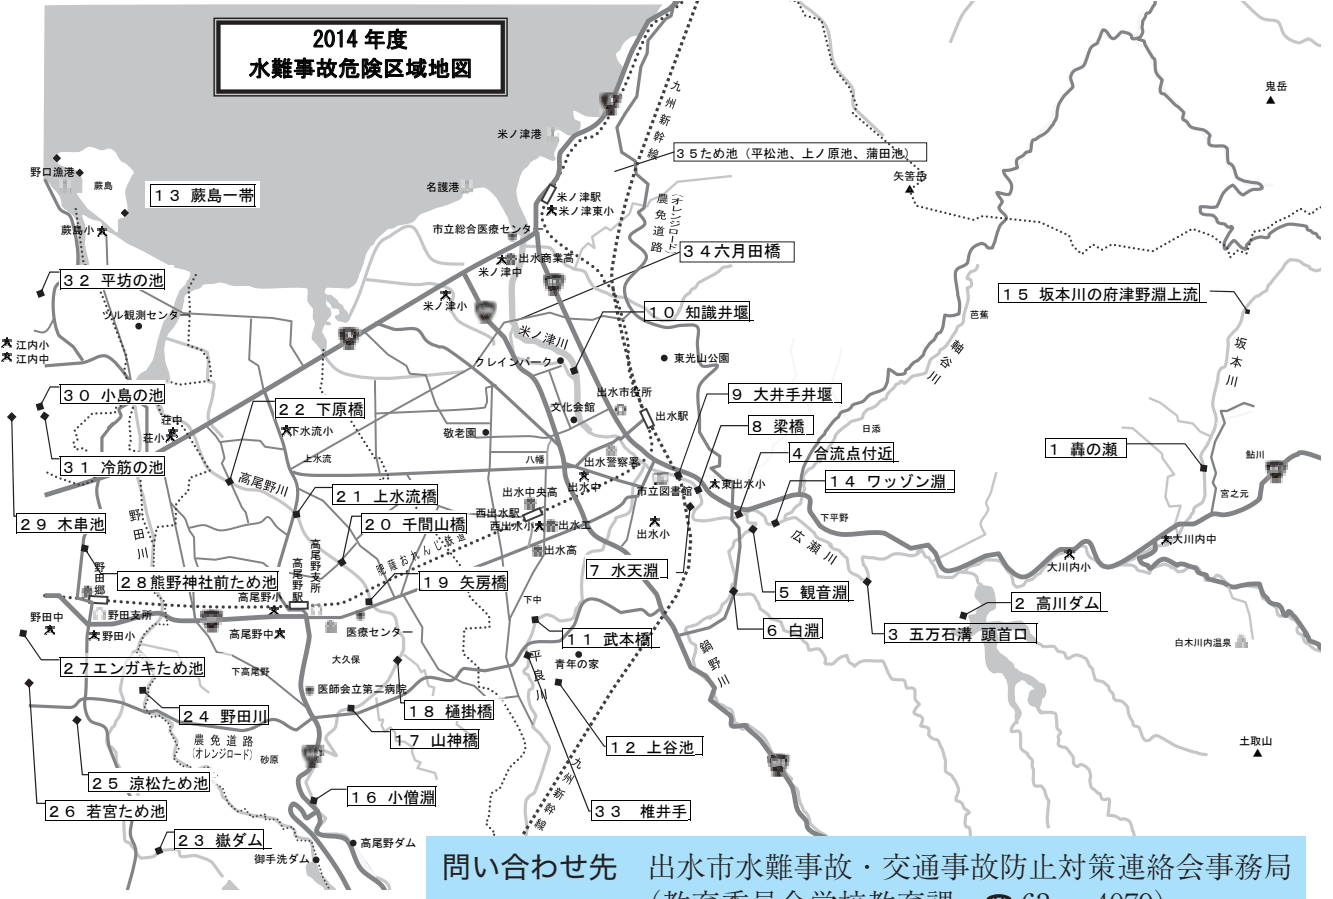 2014 年度
水難事故危険区域地図
鬼岳
九州新幹線
米ノ津港
３５ため池（平松池、上ノ原池、蒲田池）
野口漁港
蕨島
１３ 蕨島一帯
名護港
米ノ津駅
米ノ津東小
矢筈岳
農免道路
（オレンジロード）
蕨島小
市立総合医療センター
出水商業高
米ノ津中
３４六月田橋
３２ 平坊の池
ツル観測センター
米ノ津小
１０ 知識井堰
１５ 坂本川の府津野淵上流
芭蕉
江内小
江内中
米ノ津川
クレインパーク
東光山公園
軸谷川
坂本川
３０ 小島の池
２２ 下原橋
出水市役所
９ 大井手井堰
荘中
荘小
下水流小
文化会館
出水駅
８ 梁橋
日添
敬老園
４ 合流点付近
１ 轟の瀬
鮎川
３１ 冷筋の池
上水流
八幡
出水警察署
高尾野川
２１ 上水流橋
出水中央高
出水中
市立図書館
東出水小
１４ ワッゾン淵
宮之元
２９ 木串池
野田川
２０ 千間山橋
西出水駅
西出水小
出水工
出水小
下平野
広瀬川
大川内中
高尾野支所
肥薩おれんじ鉄道
出水高
大川内小
野田郷
２８熊野神社前ため池
高尾野駅
１９ 矢房橋
７ 水天淵
５ 観音淵
２ 高川ダム
野田中
野田支所
高尾野小
下中
野田小
高尾野中
医療センター
１１ 武本橋
６ 白淵
３ 五万石溝 頭首口
白木川内温泉
２７エンガキため池
下高尾野
大久保
平良川
青年の家
鍋野川
医師会立第二病院
２４ 野田川
１８ 樋掛橋
１７ 山神橋
１２ 上谷池
土取山
農免道路
（オレンジロード）
砂原
２５ 涼松ため池
九州新幹線
２６ 若宮ため池
１６ 小僧淵
３３ 椎井手
２３ 嶽ダム
高尾野ダム
御手洗ダム
問い合わせ先 出水市水難事故・交通事故防止対策連絡会事務局